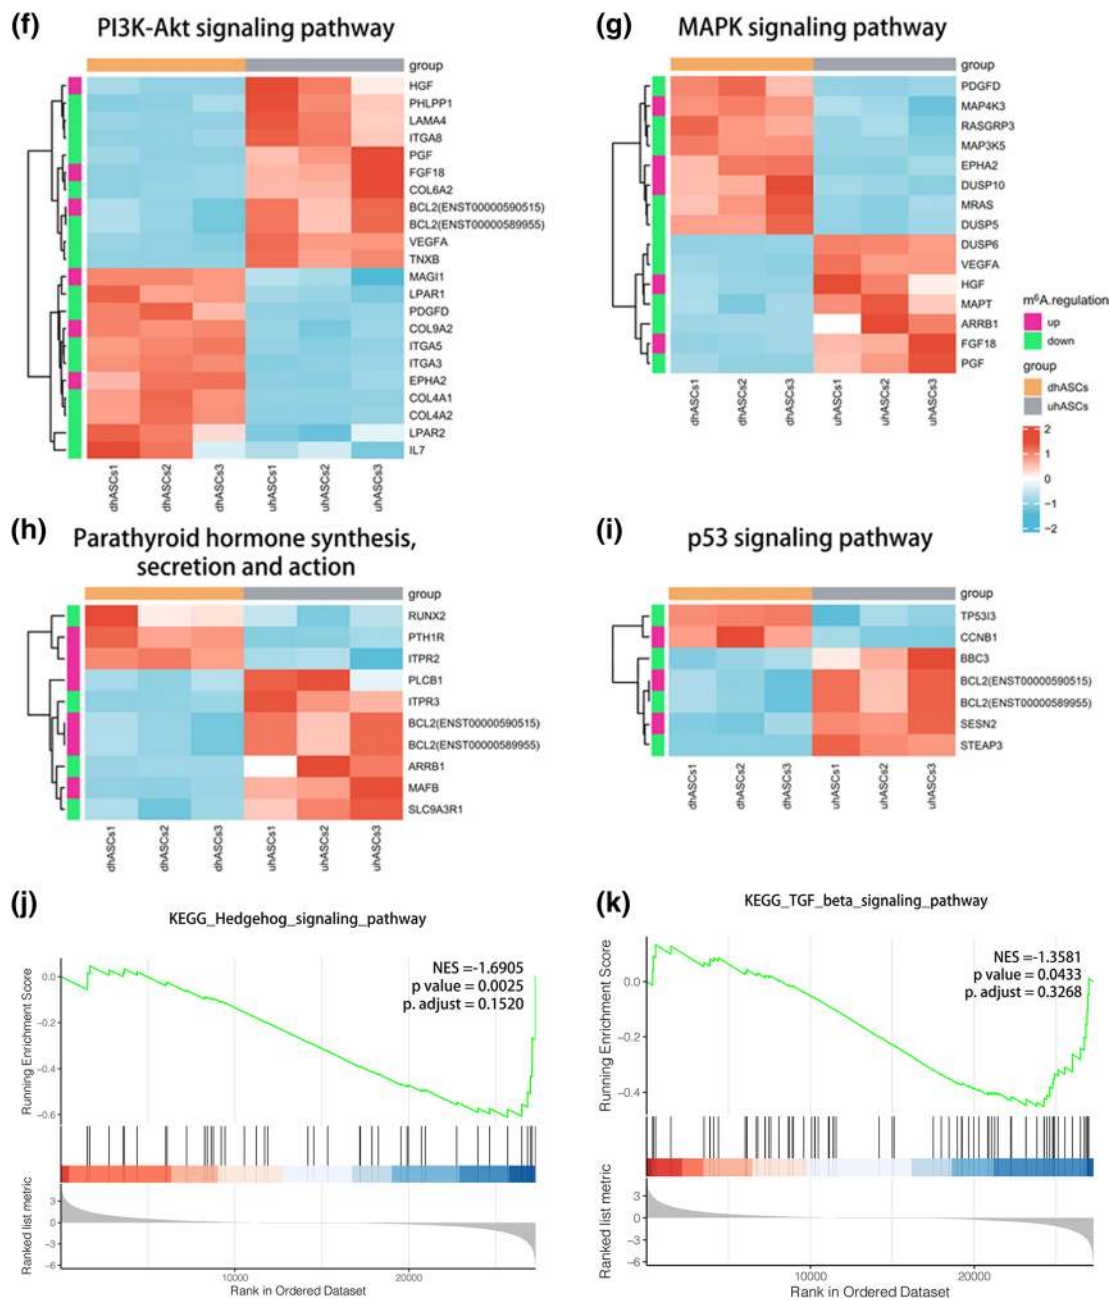 (f)
PI3K-Akt signaling pathway
group
HGF
PHLPP1
LAMA4
ITGA8
PGF
FGF18
COL6A2
BCL2(ENST00000590515)
BCL2(ENST00000589955)
VEGFA
TNXB
MAGI1
LPAR1
PDGFD
COL9A2
ITGA5
ITGA3
EPHA2
COL4A1
COL4A2
LPAR2
IL7
dhASCs1
dhASCs2
dhASCs3
uhASCs1
uhASCs2
uhASCs3
(g)
MAPK signaling pathway
group
PDGFD
MAP4K3
RASGRP3
MAP3K5
EPHA2
DUSP10
MRAS
DUSP5
DUSP6
VEGFA
HGF
MAPT
ARRB1
FGF18
PGF
dhASCs1
dhASCs2
dhASCs3
uhASCs1
uhASCs2
uhASCs3
m⁶A.regulation
up
down
group
dhASCs
uhASCs
2
1
0
−1
−2
(h)
Parathyroid hormone synthesis,
secretion and action
group
RUNX2
PTH1R
ITPR2
PLCB1
ITPR3
BCL2(ENST00000590515)
BCL2(ENST00000589955)
ARRB1
MAFB
SLC9A3R1
dhASCs1
dhASCs2
dhASCs3
uhASCs1
uhASCs2
uhASCs3
(i)
p53 signaling pathway
group
TP53I3
CCNB1
BBC3
BCL2(ENST00000590515)
BCL2(ENST00000589955)
SESN2
STEAP3
dhASCs1
dhASCs2
dhASCs3
uhASCs1
uhASCs2
uhASCs3
(j)
KEGG_Hedgehog_signaling_pathway
NES =-1.6905
p value = 0.0025
p. adjust = 0.1520
Running Enrichment Score
0.0
−0.2
−0.4
−0.6
Ranked list metric
3
0
−3
−6
10000
20000
Rank in Ordered Dataset
(k)
KEGG_TGF_beta_signaling_pathway
NES =-1.3581
p value = 0.0433
p. adjust = 0.3268
Running Enrichment Score
0.0
−0.2
−0.4
Ranked list metric
3
0
−3
−6
10000
20000
Rank in Ordered Dataset